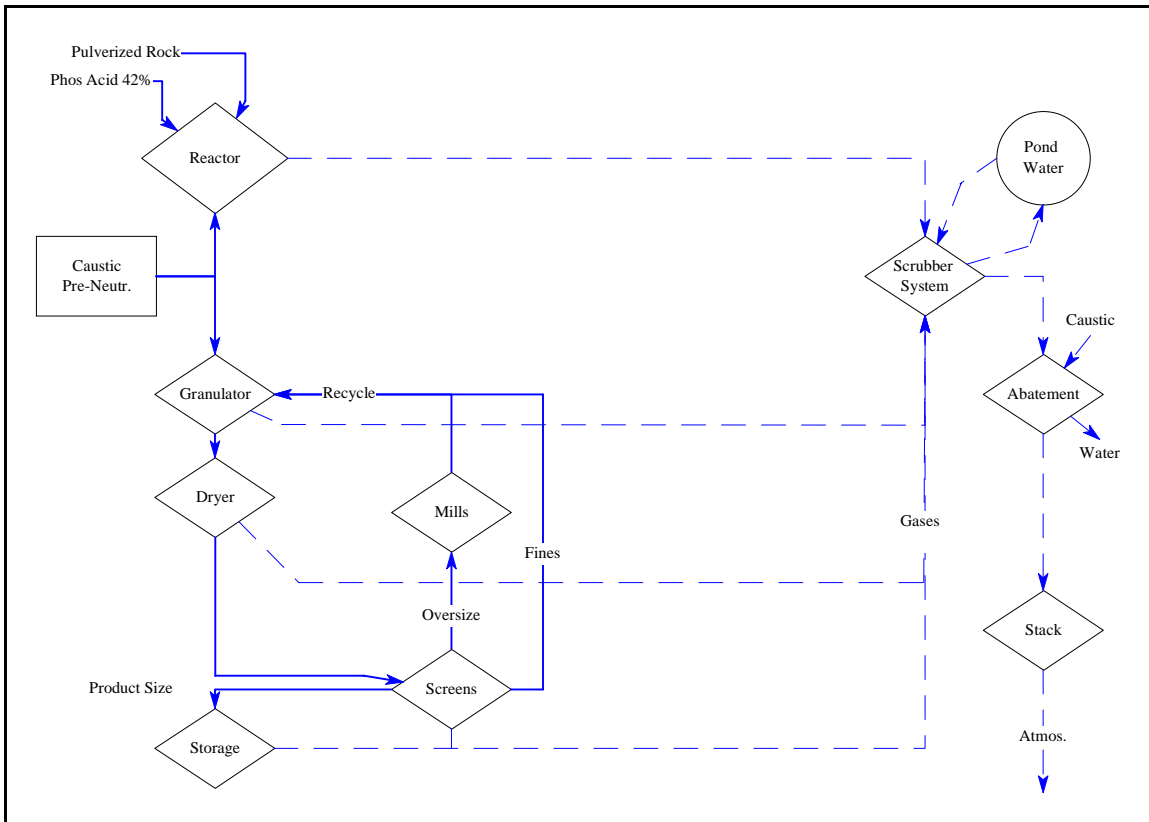 Pulverized Rock
Phos Acid 42%
Reactor
Pond
Water
Caustic
Pre-Neutr.
Scrubber
System
Caustic
Granulator
Recycle
Abatement
Water
Dryer
Mills
Gases
Fines
Oversize
Stack
Product Size
Screens
Storage
Atmos.